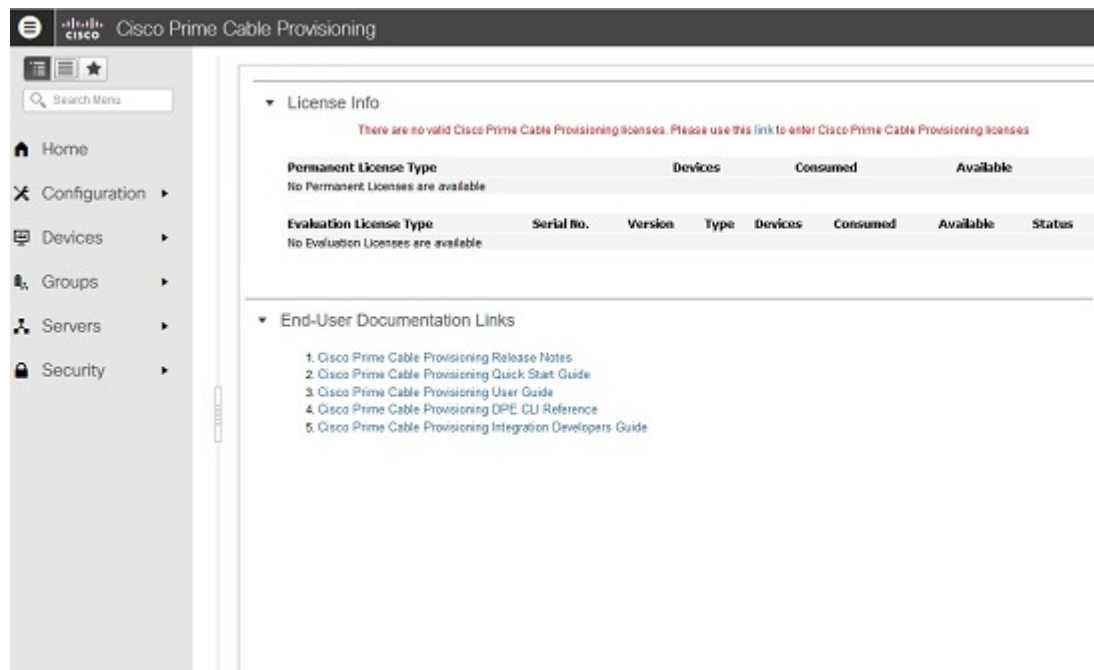 CISCO Cisco Prime Cable Provisioning
Search Menu
Home
Configuration
Devices
Groups
Servers
Security
License Info
There are no valid Cisco Prime Cable Provisioning licenses. Please use this link to enter Cisco Prime Cable Provisioning licenses
Permanent License Type Devices Consumed Available
No Permanent Licenses are available
Evaluation License Type Serial No. Version Type Devices Consumed Available Status
No Evaluation Licenses are available
End-User Documentation Links
1. Cisco Prime Cable Provisioning Release Notes
2. Cisco Prime Cable Provisioning Quick Start Guide
3. Cisco Prime Cable Provisioning User Guide
4. Cisco Prime Cable Provisioning DPE CLI Reference
5. Cisco Prime Cable Provisioning Integration Developers Guide